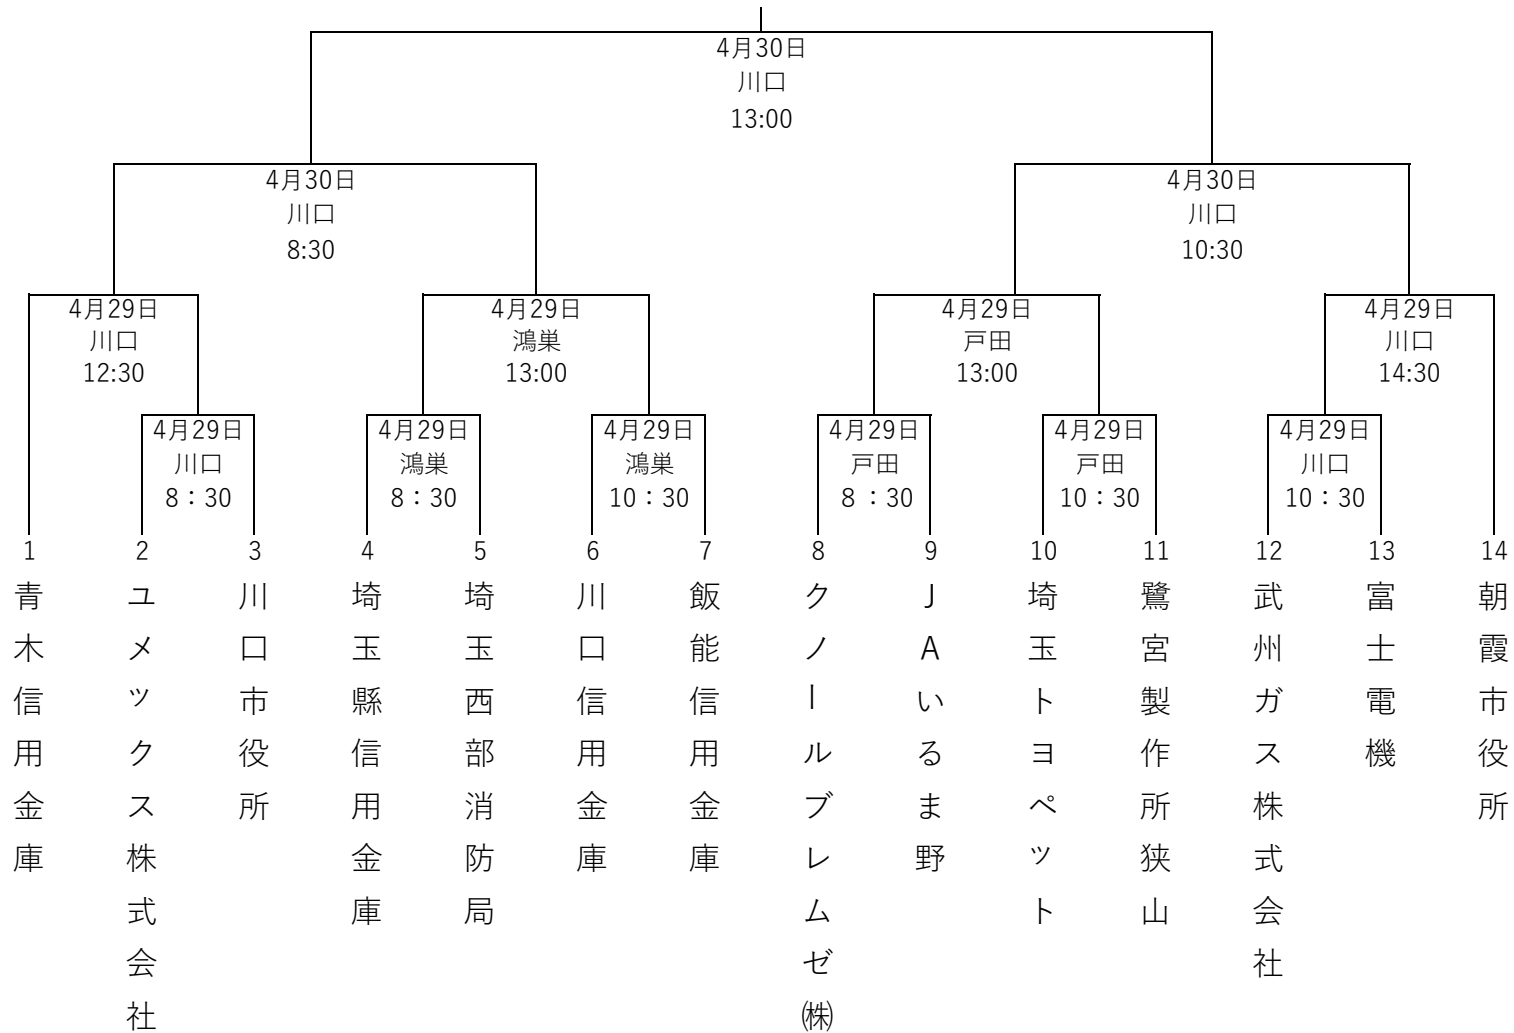 4月30日
川口
13:00
4月30日
川口
8:30
4月30日
川口
10:30
4月29日
川口
12:30
4月29日
鴻巣
13:00
4月29日
戸田
13:00
4月29日
川口
14:30
4月29日
川口
8：30
4月29日
鴻巣
8：30
4月29日
鴻巣
10：30
4月29日
戸田
8 ：30
4月29日
戸田
10：30
4月29日
川口
10：30
1
青木信用金庫
2
ユメックス株式会社
3
川口市役所
4
埼玉縣信用金庫
5
埼玉西部消防局
6
川口信用金庫
7
飯能信用金庫
8
クノールブレムゼ㈱
9
JAいるま野
10
埼玉トヨペット
11
鷺宮製作所狭山
12
武州ガス株式会社
13
富士電機
14
朝霞市役所